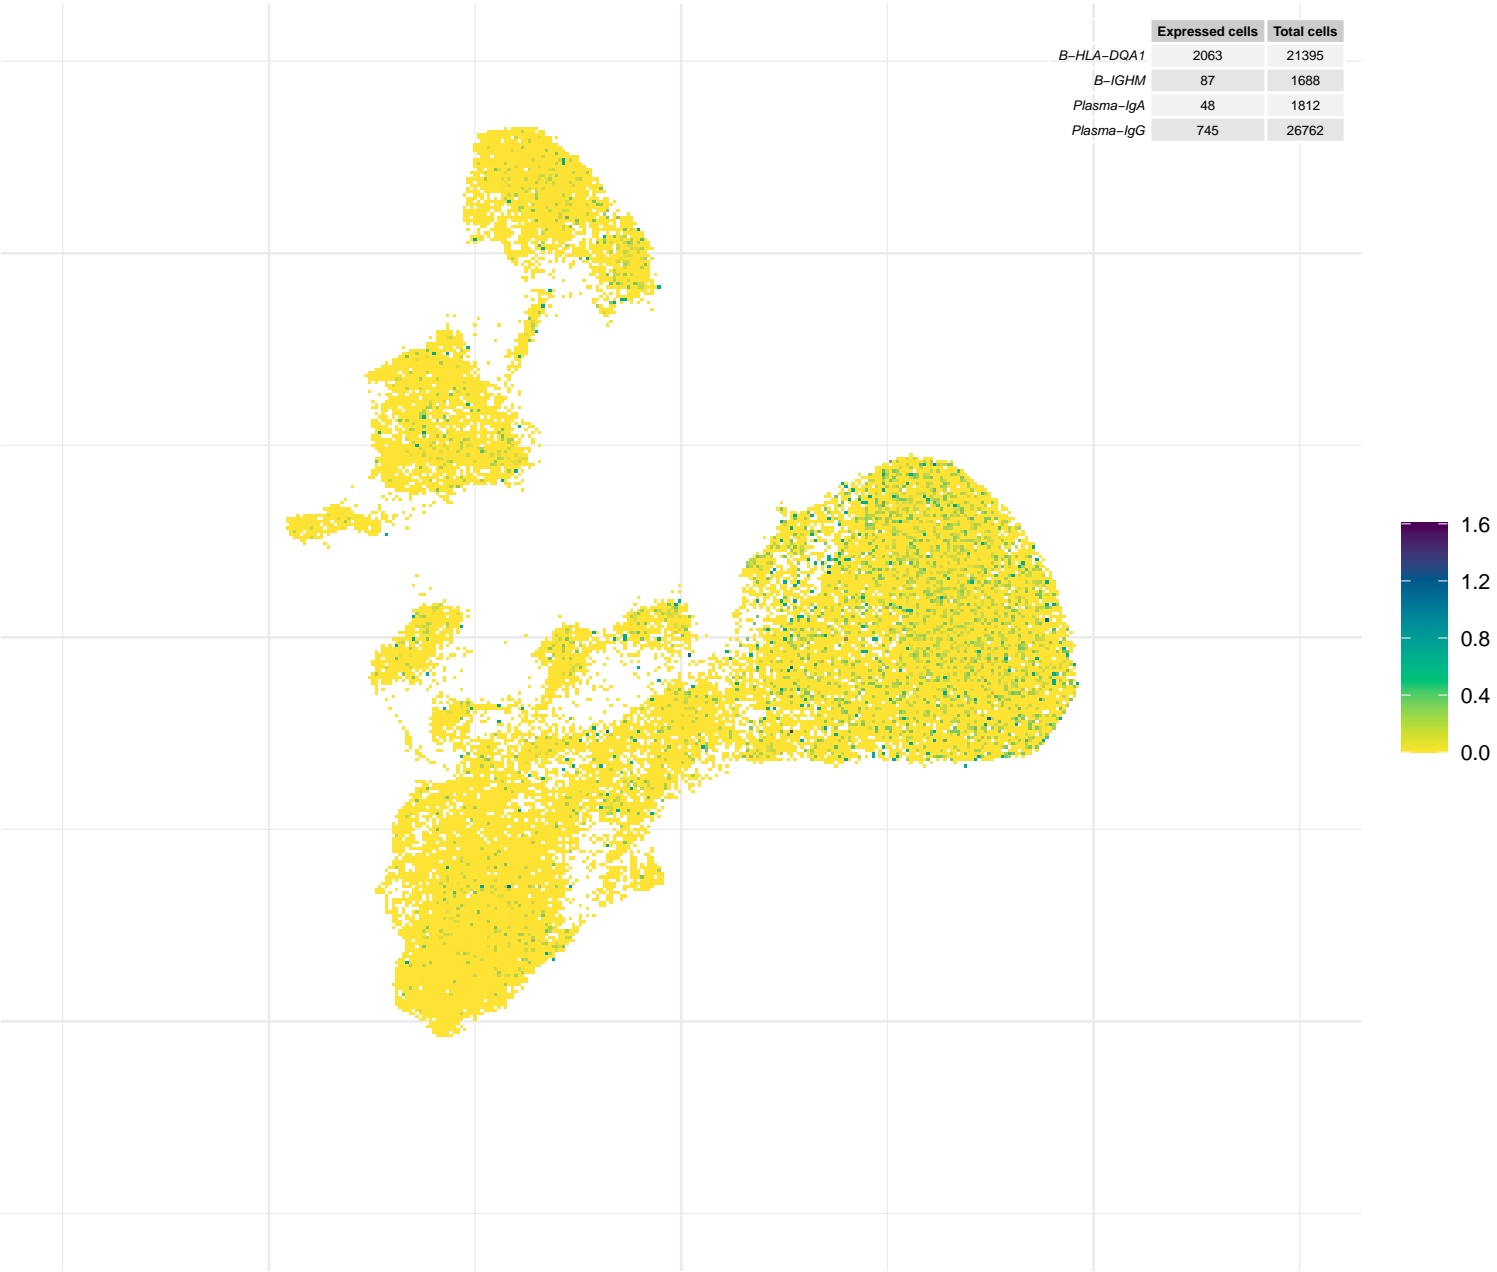 Expressed cells Total cells
B−HLA−DQA1 2063 21395
B−IGHM 87 1688
Plasma−IgA 48 1812
Plasma−IgG 745 26762
1.6
1.2
0.8
0.4
0.0